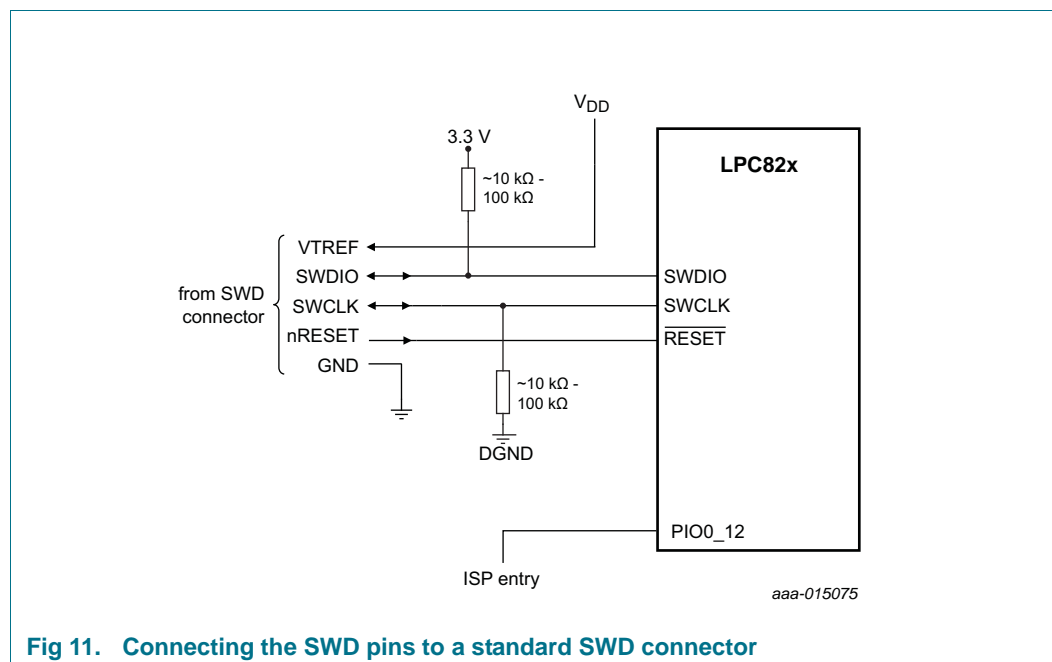 VDD
3.3 V
LPC82x
~10 kΩ -
100 kΩ
VTREF
SWDIO
SWDIO
from SWD
connector
SWCLK
SWCLK
nRESET
RESET
GND
~10 kΩ -
100 kΩ
DGND
PIO0_12
ISP entry
aaa-015075
Fig 11. Connecting the SWD pins to a standard SWD connector